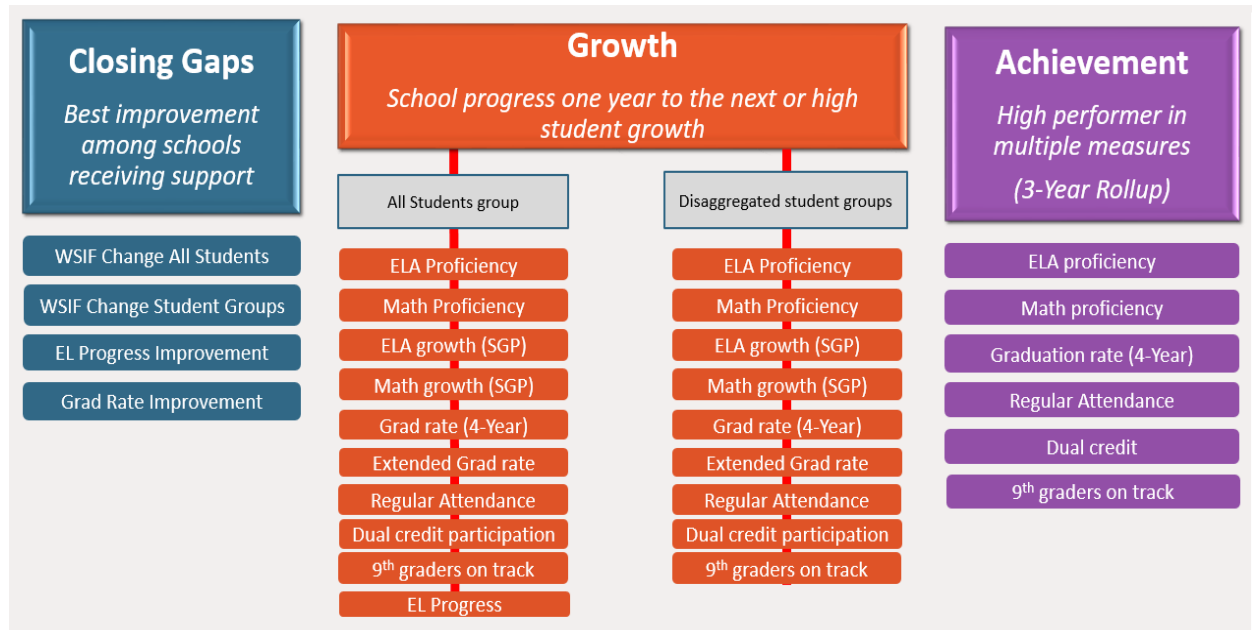 Closing Gaps
Best improvement
among schools
receiving support
WSIF Change All Students
WSIF Change Student Groups
EL Progress Improvement
Grad Rate Improvement
Growth
School progress one year to the next or high
student growth
All Students group
ELA Proficiency
Math Proficiency
ELA growth (SGP)
Math growth (SGP)
Grad rate (4-Year)
Extended Grad rate
Regular Attendance
Dual credit participation
9th graders on track
EL Progress
Disaggregated student groups
ELA Proficiency
Math Proficiency
ELA growth (SGP)
Math growth (SGP)
Grad rate (4-Year)
Extended Grad rate
Regular Attendance
Dual credit participation
9th graders on track
Achievement
High performer in
multiple measures
(3-Year Rollup)
ELA proficiency
Math proficiency
Graduation rate (4-Year)
Regular Attendance
Dual credit
9th graders on track